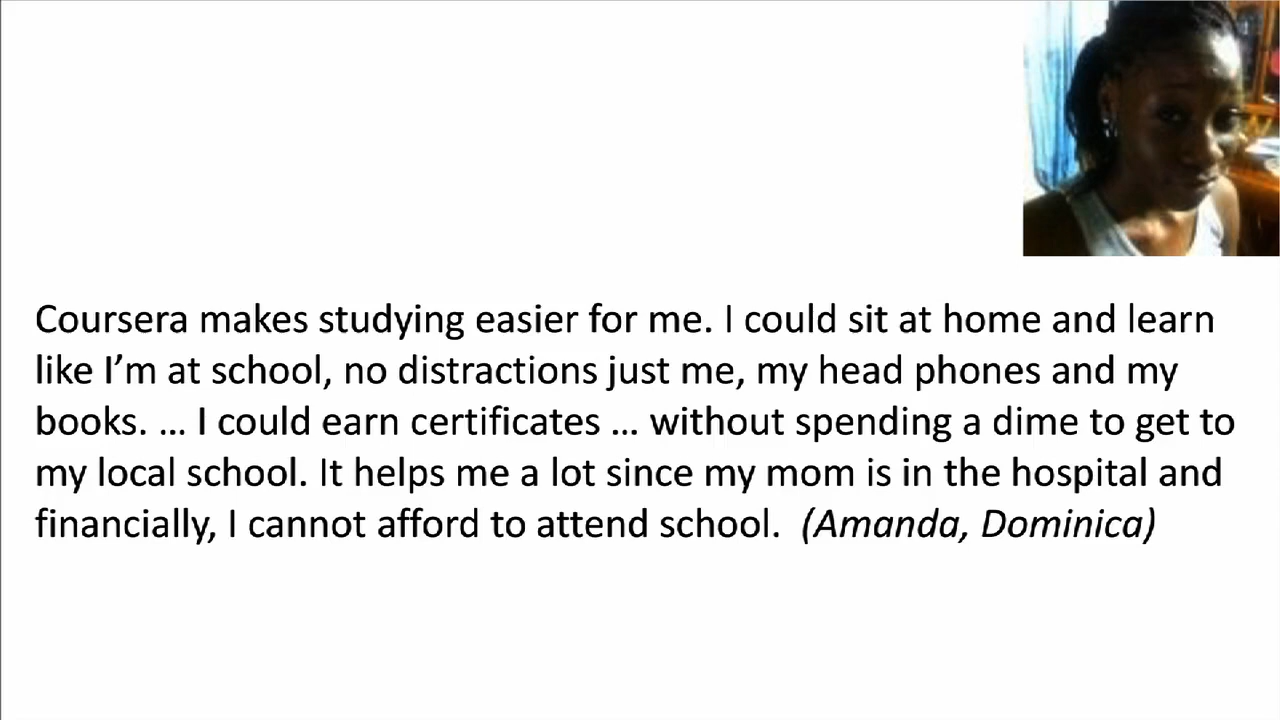 Coursera makes studying easier for me. I could sit at home and learn
like I’m at school, no distractions just me, my head phones and my
books. ... I could earn certificates ... without spending a dime to get to
my local school. It helps me a lot since my mom is in the hospital and
financially, I cannot afford to attend school. (Amanda, Dominica)